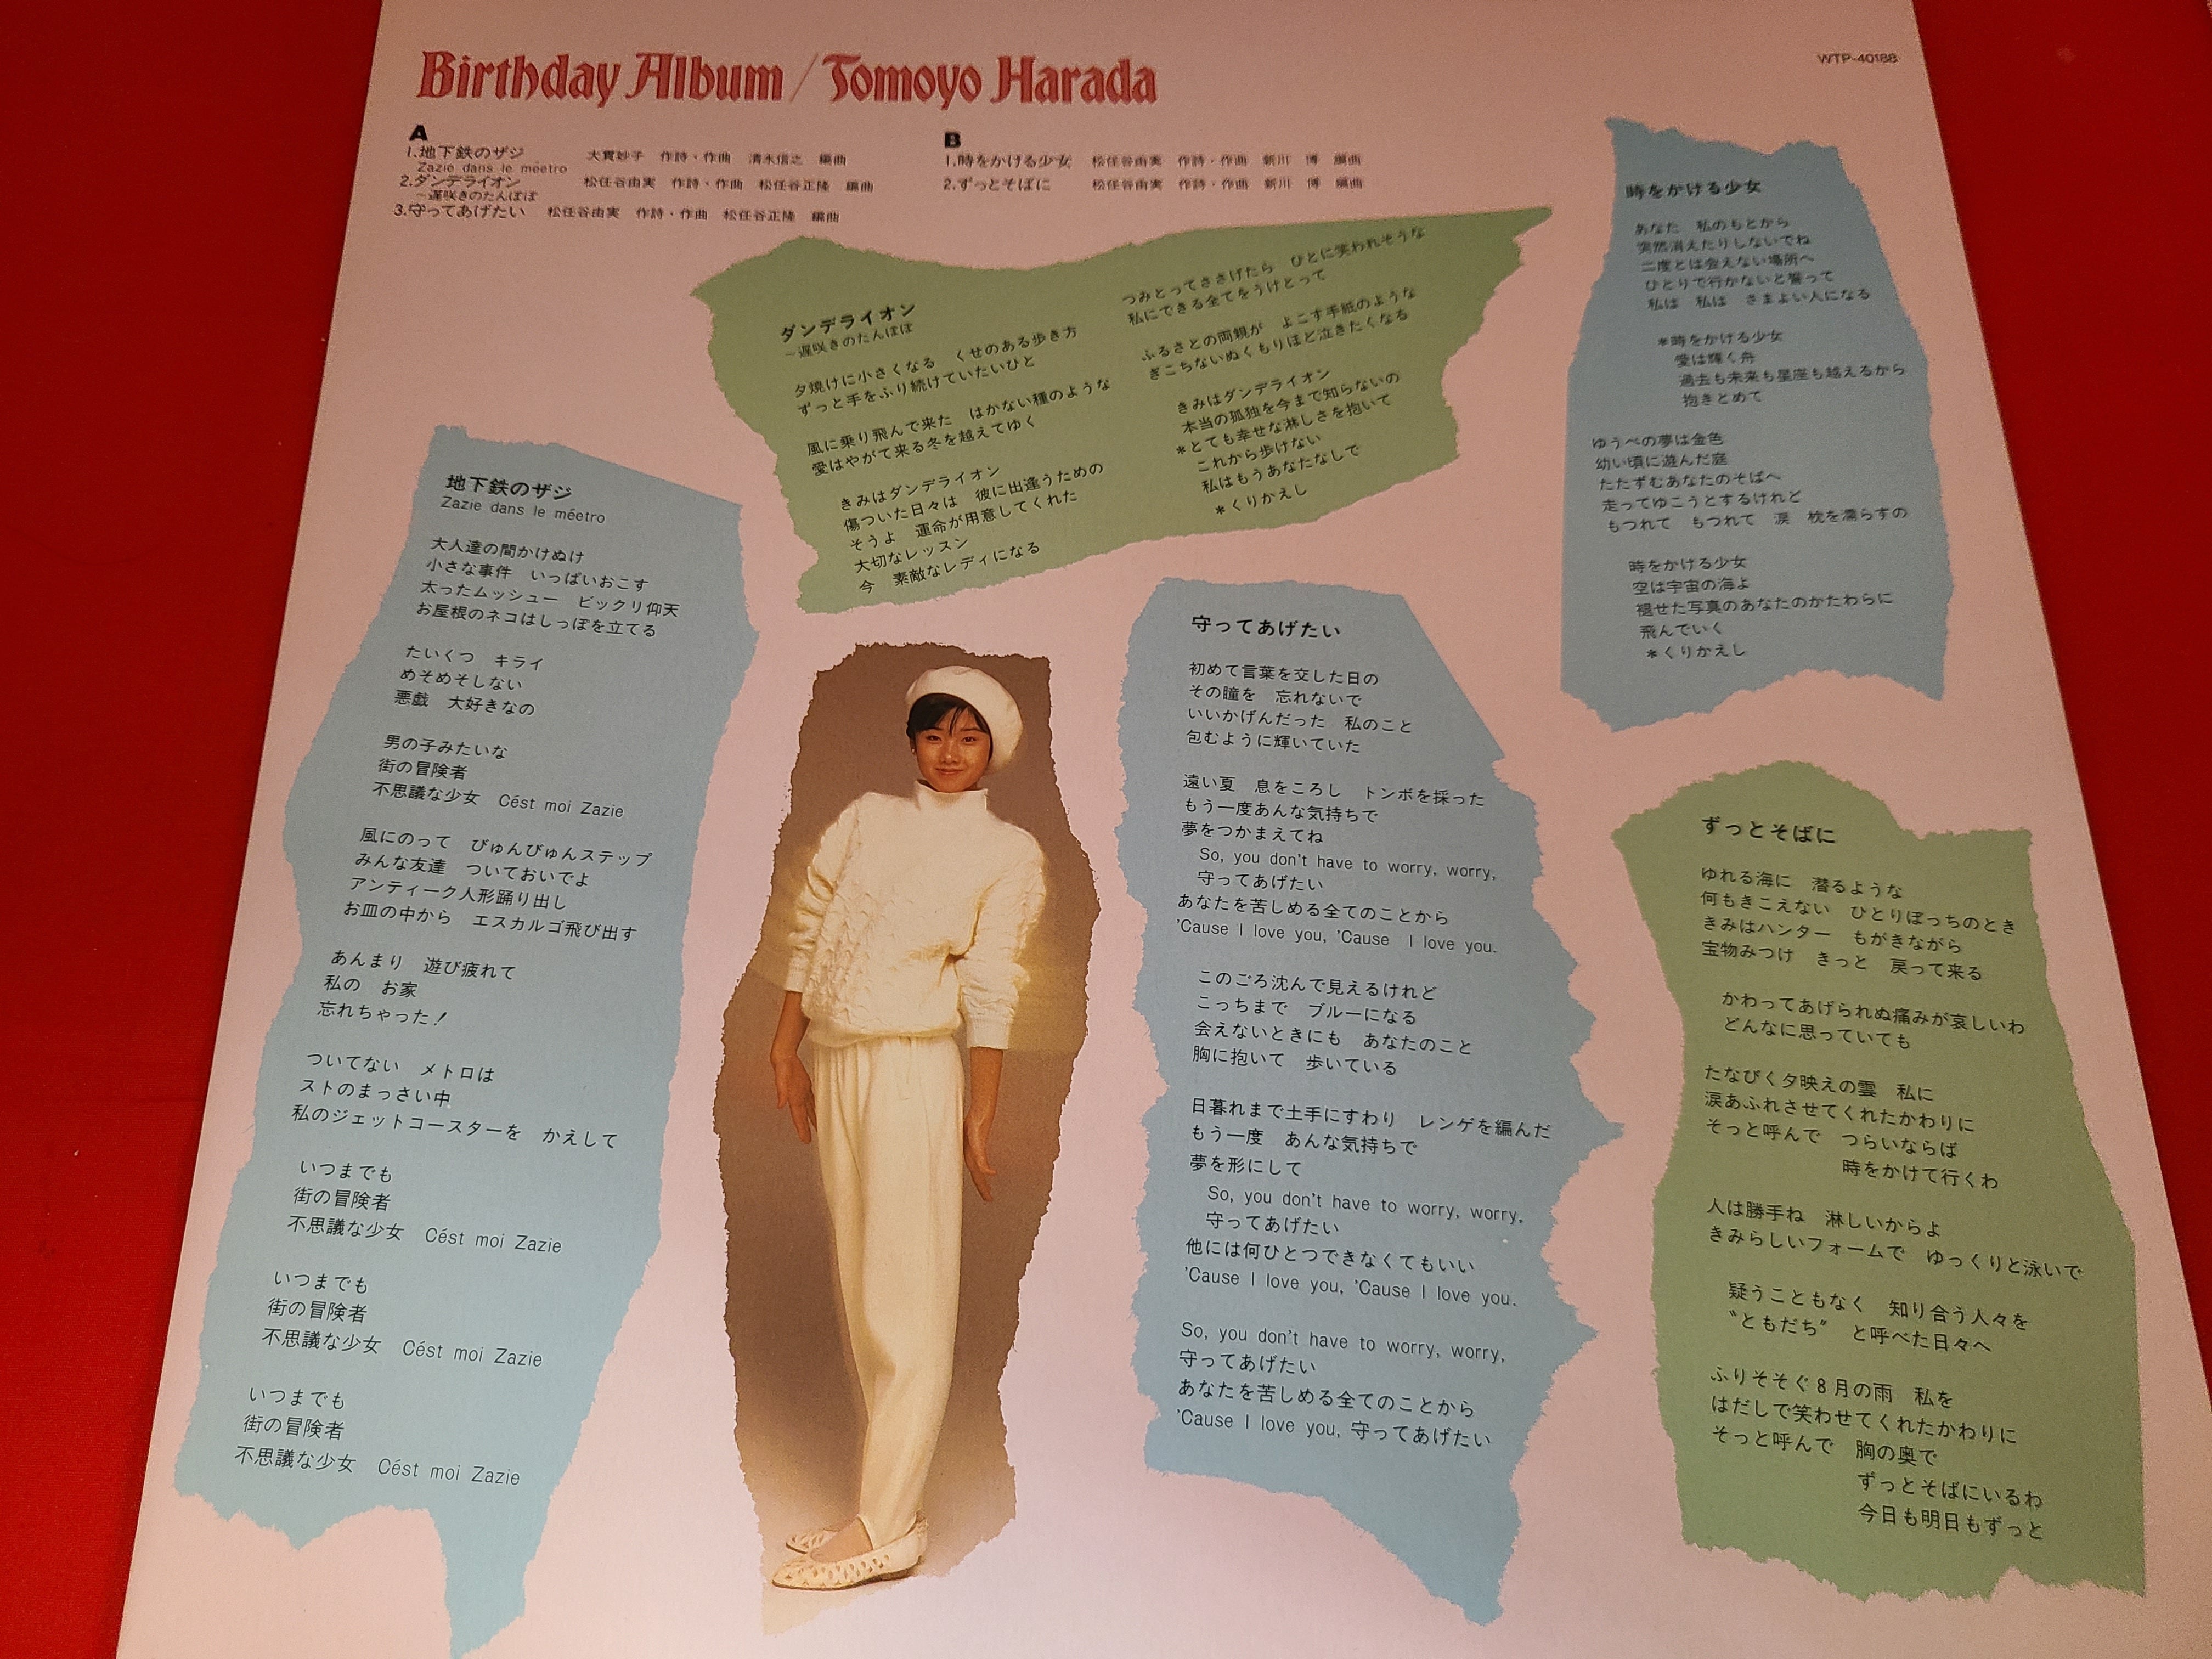 Birthday Album / Tomoyo Harada
WTP-40188
A
1.地下鉄のザジ 大貫妙子 作詩・作曲 清水信之 編曲
Zazie dans le méetro
2.ダンデライオン 松任谷由実 作詩・作曲 松任谷正隆 編曲
〜遅咲きのたんぽぽ
3.守ってあげたい 松任谷由実 作詩・作曲 松任谷正隆 編曲
B
1.時をかける少女 松任谷由実 作詩・作曲 新川 博 編曲
2.ずっとそばに 松任谷由実 作詩・作曲 新川 博 編曲
地下鉄のザジ
Zazie dans le méetro
大人達の間かけぬけ
小さな事件 いっぱいおこす
太ったムッシュー ビックリ仰天
お屋根のネコはしっぽを立てる
たいくつ キライ
めそめそしない
悪戯 大好きなの
男の子みたいな
街の冒険者
不思議な少女 Cést moi Zazie
風にのって びゅんびゅんステップ
みんな友達 ついておいでよ
アンティーク人形踊り出し
お皿の中から エスカルゴ飛び出す
あんまり 遊び疲れて
私の お家
忘れちゃった!
ついてない メトロは
ストのまっさい中
私のジェットコースターを かえして
いつまでも
街の冒険者
不思議な少女 Cést moi Zazie
いつまでも
街の冒険者
不思議な少女 Cést moi Zazie
いつまでも
街の冒険者
不思議な少女 Cést moi Zazie
ダンデライオン
〜遅咲きのたんぽぽ
夕焼けに小さくなる くせのある歩き方
ずっと手をふり続けていたいひと
風に乗り飛んで来た はかない種のような
愛はやがて来る冬を越えてゆく
きみはダンデライオン
傷ついた日々は 彼に出逢うための
そうよ 運命が用意してくれた
大切なレッスン
今 素敵なレディになる
つみとってささげたら ひとに笑われそうな
私にできる全てをうけとって
ふるさとの両親が よこす手紙のような
ぎこちないぬくもりほど泣きたくなる
きみはダンデライオン
本当の孤独を今まで知らないの
*とても幸せな淋しさを抱いて
これから歩けない
私はもうあなたなしで
*くりかえし
守ってあげたい
初めて言葉を交した日の
その瞳を 忘れないで
いいかげんだった 私のこと
包むように輝いていた
遠い夏 息をころし トンボを採った
もう一度あんな気持ちで
夢をつかまえてね
So, you don't have to worry, worry,
守ってあげたい
あなたを苦しめる全てのことから
'Cause I love you, 'Cause I love you.
このごろ沈んで見えるけれど
こっちまで ブルーになる
会えないときにも あなたのこと
胸に抱いて 歩いている
日暮れまで土手にすわり レンゲを編んだ
もう一度 あんな気持ちで
夢を形にして
So, you don't have to worry, worry,
守ってあげたい
他には何ひとつできなくてもいい
'Cause I love you, 'Cause I love you.
So, you don't have to worry, worry,
守ってあげたい
あなたを苦しめる全てのことから
'Cause I love you, 守ってあげたい
時をかける少女
あなた 私のもとから
突然消えたりしないでね
二度とは会えない場所へ
ひとりで行かないと誓って
私は 私は さまよい人になる
*時をかける少女
愛は輝く舟
過去も未来も星座も越えるから
抱きとめて
ゆうべの夢は金色
幼い頃に遊んだ庭
たたずむあなたのそばへ
走ってゆこうとするけれど
もつれて もつれて 涙 枕を濡らすの
時をかける少女
空は宇宙の海よ
褪せた写真のあなたのかたわらに
飛んでいく
*くりかえし
ずっとそばに
ゆれる海に 潜るような
何もきこえない ひとりぼっちのとき
きみはハンター もがきながら
宝物みつけ きっと 戻って来る
かわってあげられぬ痛みが哀しいわ
どんなに思っていても
たなびく夕映えの雲 私に
涙あふれさせてくれたかわりに
そっと呼んで つらいならば
時をかけて行くわ
人は勝手ね 淋しいからよ
きみらしいフォームで ゆっくりと泳いで
疑うこともなく 知り合う人々を
〝ともだち〟 と呼べた日々へ
ふりそそぐ8月の雨 私を
はだしで笑わせてくれたかわりに
そっと呼んで 胸の奥で
ずっとそばにいるわ
今日も明日もずっと